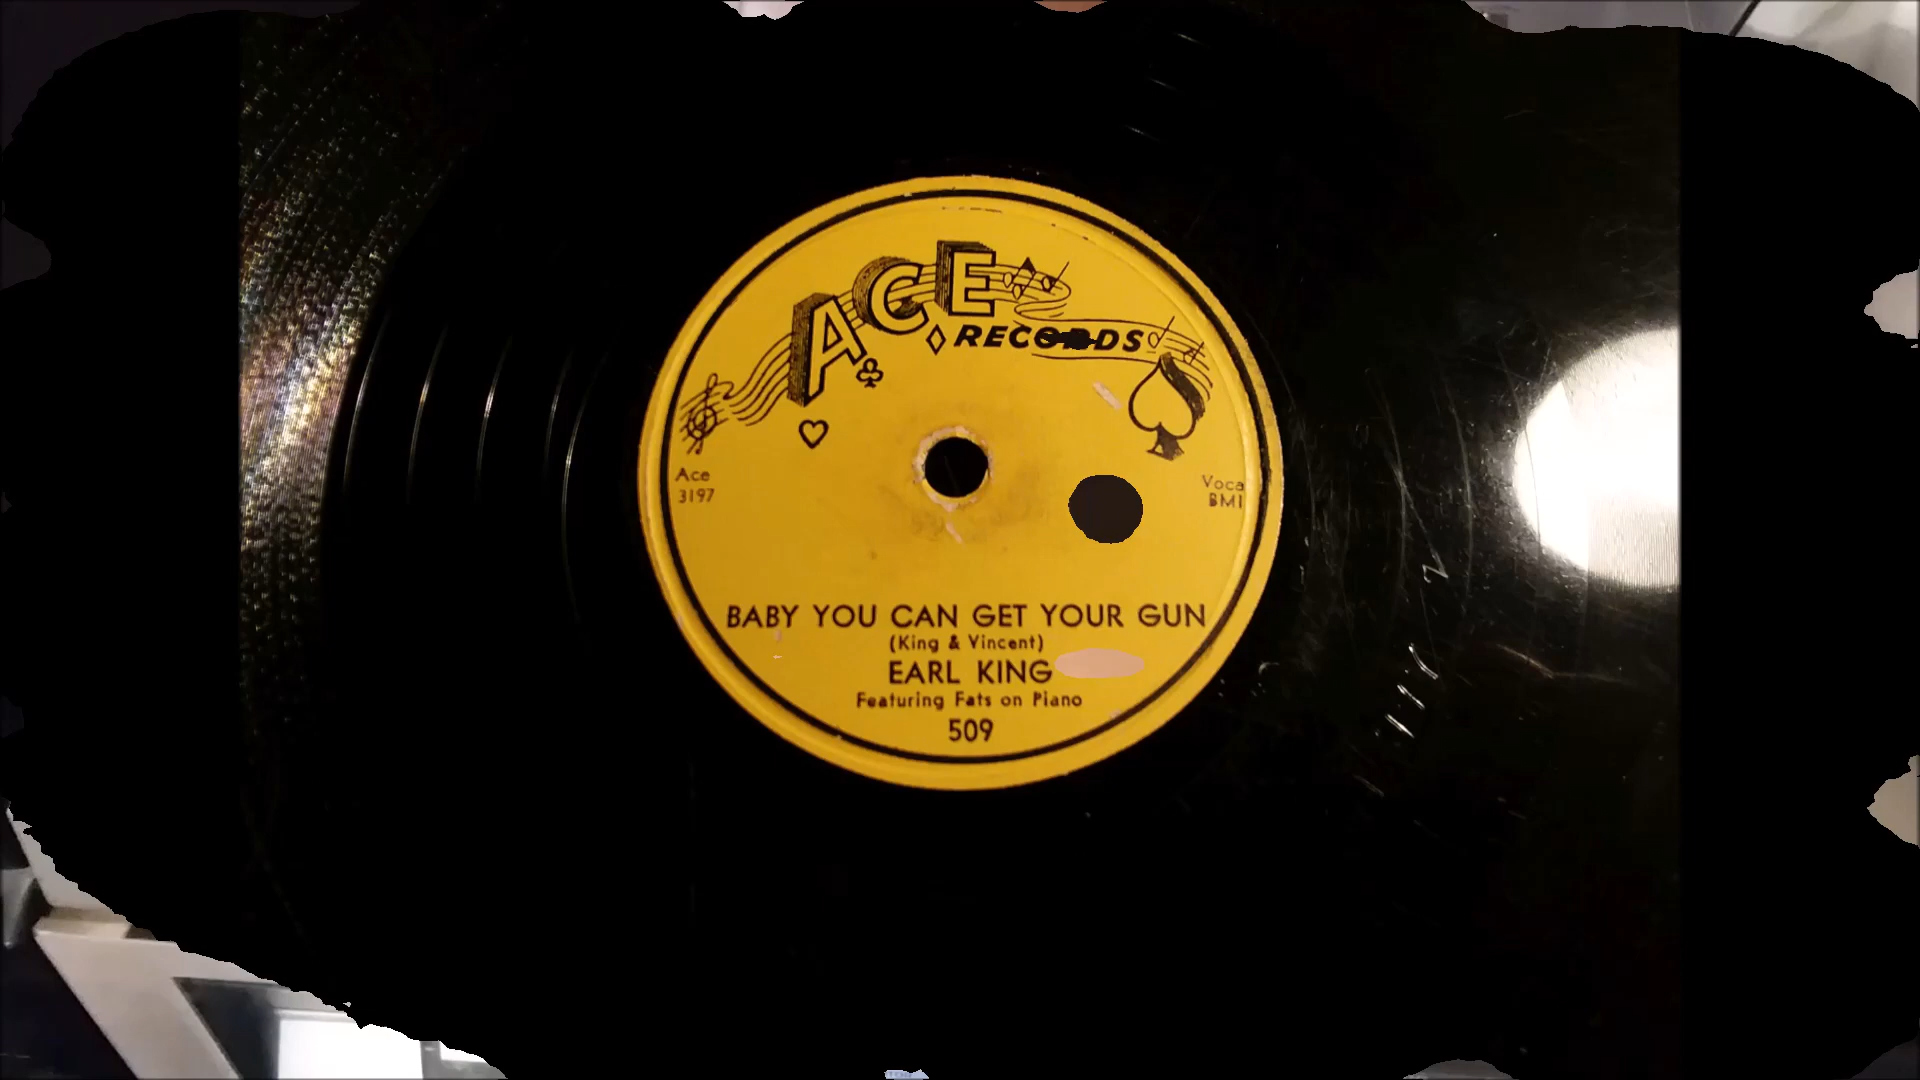 ACE
RECORDS
Ace
3197
Voca
BMI
BABY YOU CAN GET YOUR GUN
(King & Vincent)
EARL KING
Featuring Fats on Piano
509